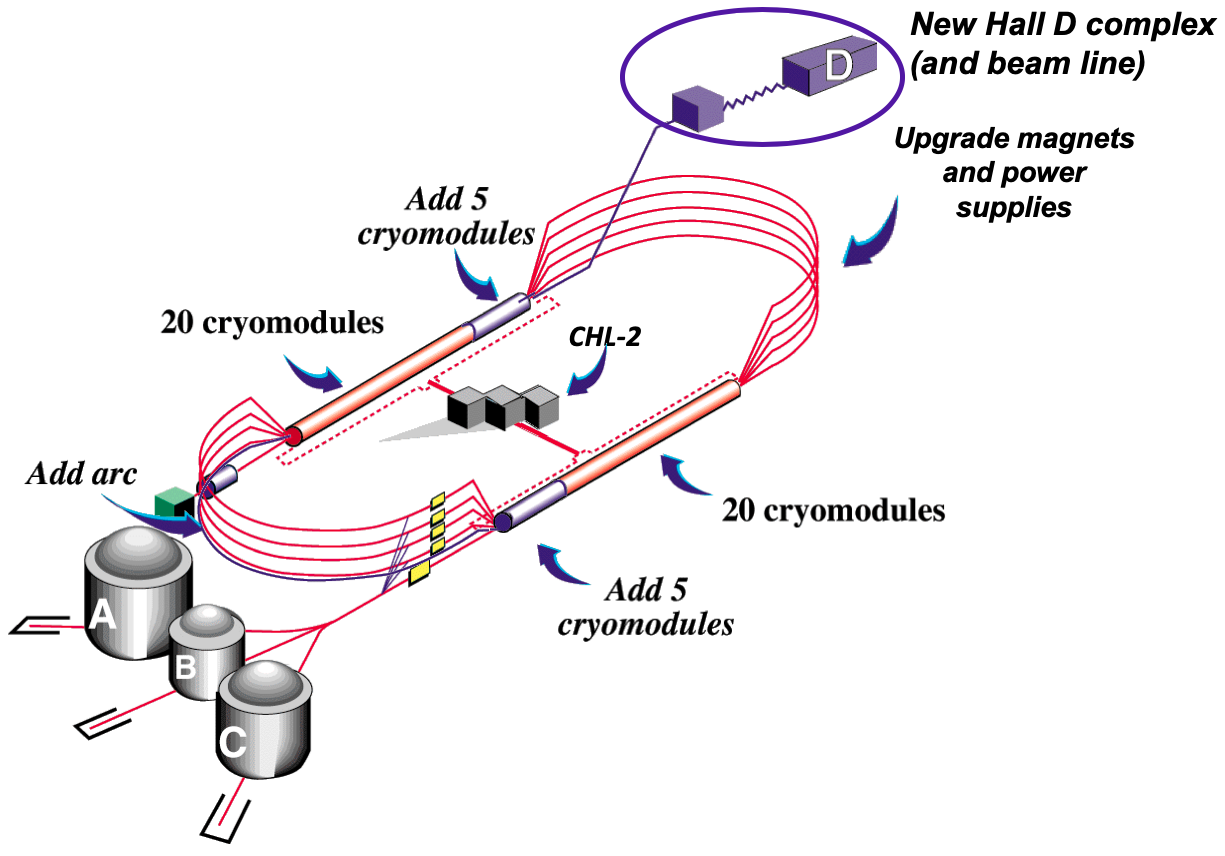 New Hall D complex
(and beam line)
D
Upgrade magnets
and power
supplies
Add 5
cryomodules
20 cryomodules
CHL-2
Add arc
20 cryomodules
Add 5
cryomodules
A
B
C